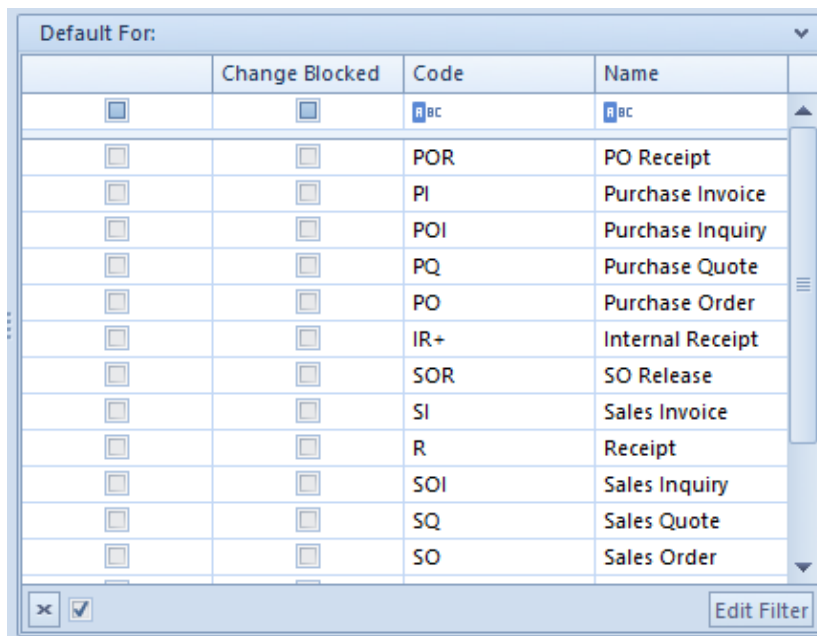 Default For:
Change Blocked Code Name
ABC ABC
POR PO Receipt
PI Purchase Invoice
POI Purchase Inquiry
PQ Purchase Quote
PO Purchase Order
IR+ Internal Receipt
SOR SO Release
SI Sales Invoice
R Receipt
SOI Sales Inquiry
SQ Sales Quote
SO Sales Order
Edit Filter